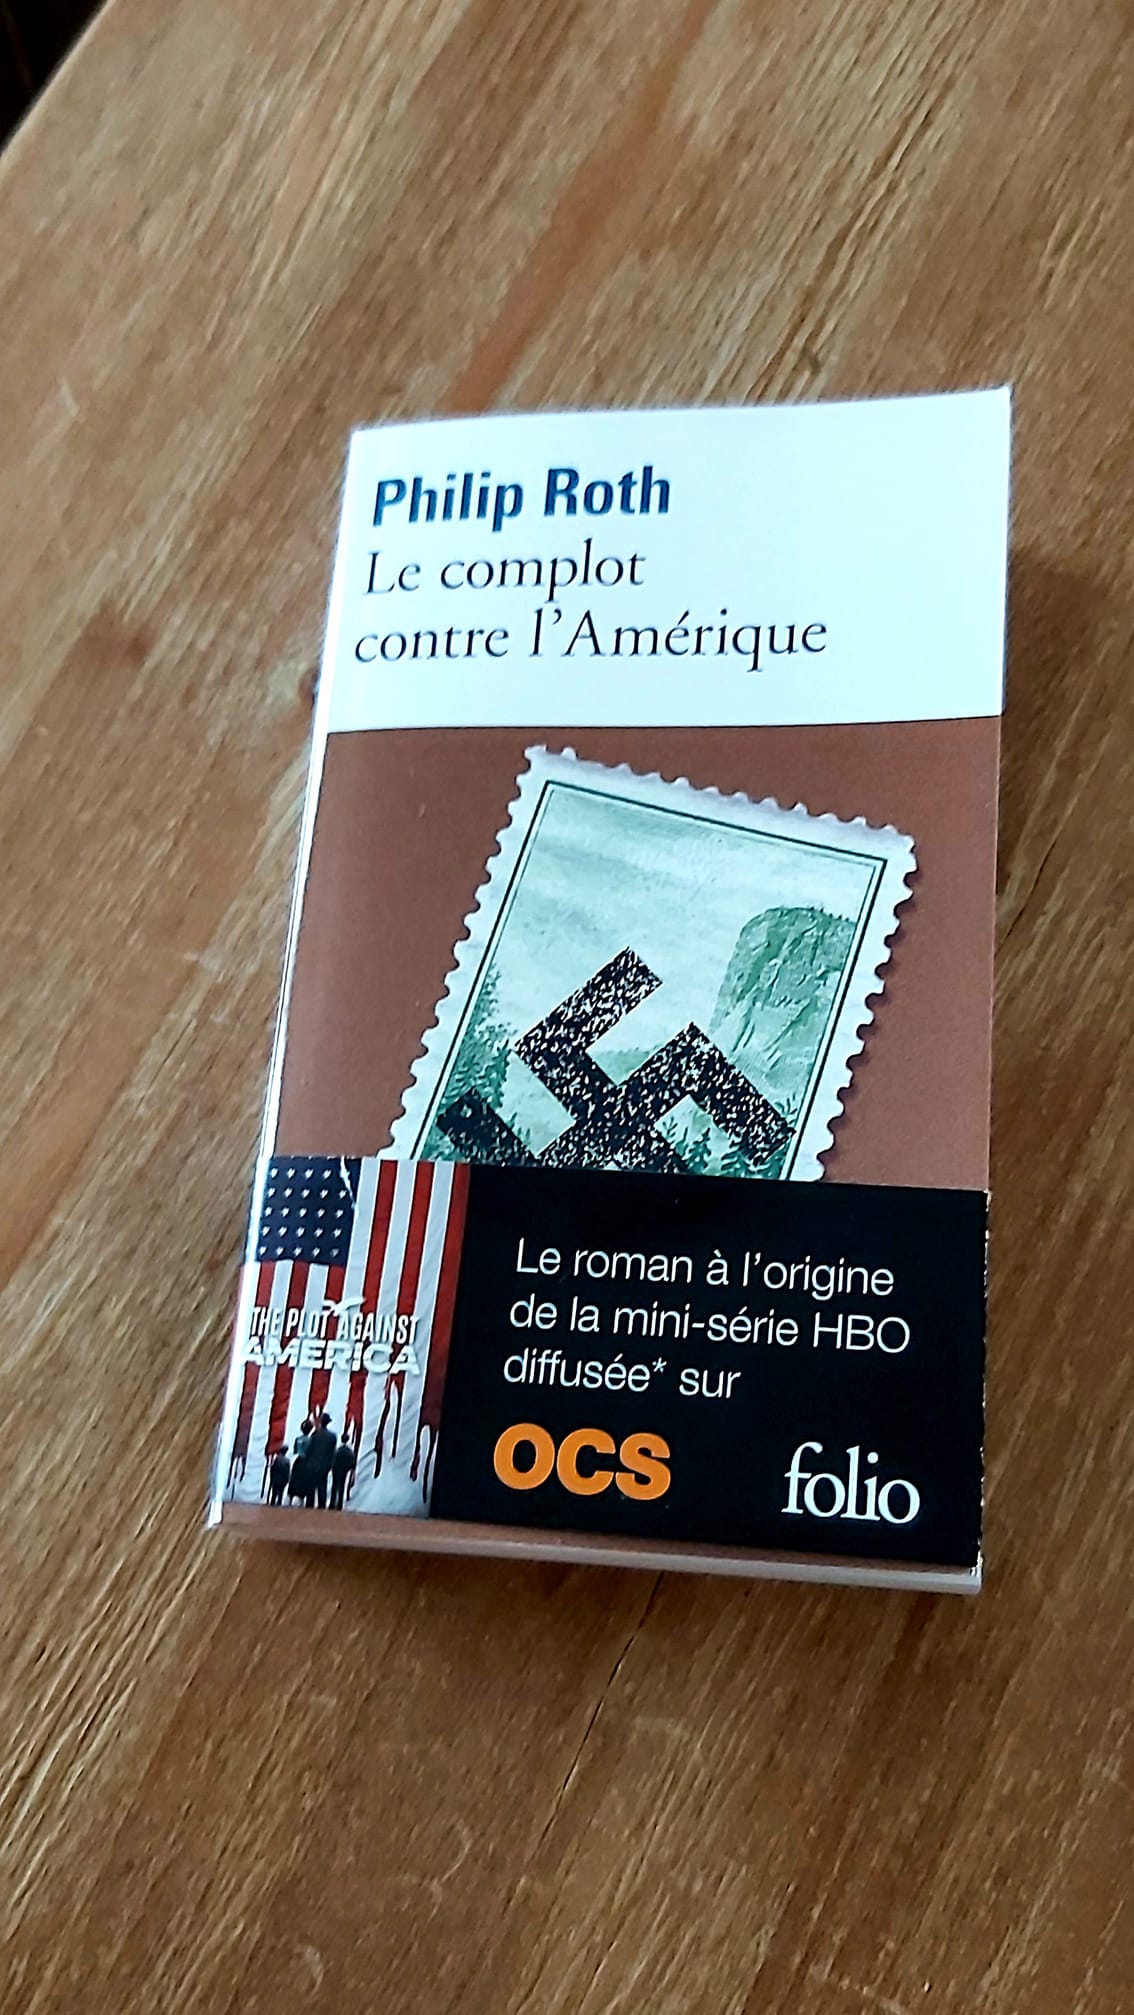 Philip Roth
Le complot
contre l'Amérique
THE PLOT AGAINST
AMERICA
Le roman à l'origine
de la mini-série HBO
diffusée* sur
OCS
folio